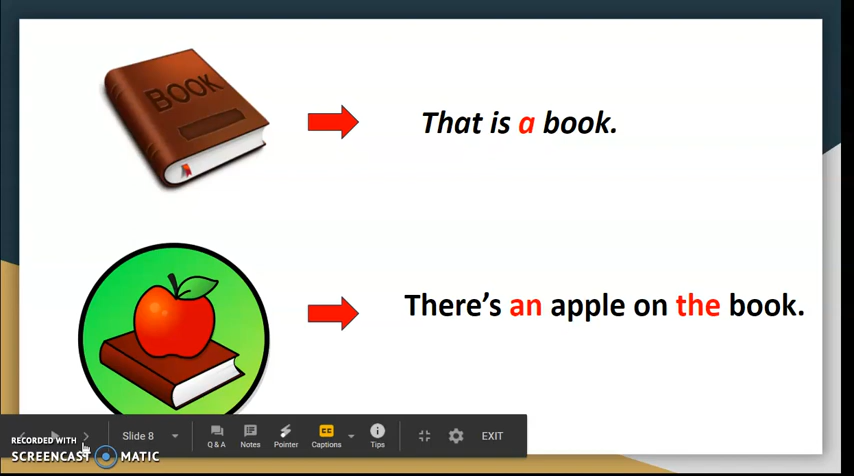 BOOK
That is a book.
There's an apple on the book.
Slide 8
Q & A
Notes
Pointer
Captions
Tips
EXIT
RECORDED WITH
SCREENCAST MATIC